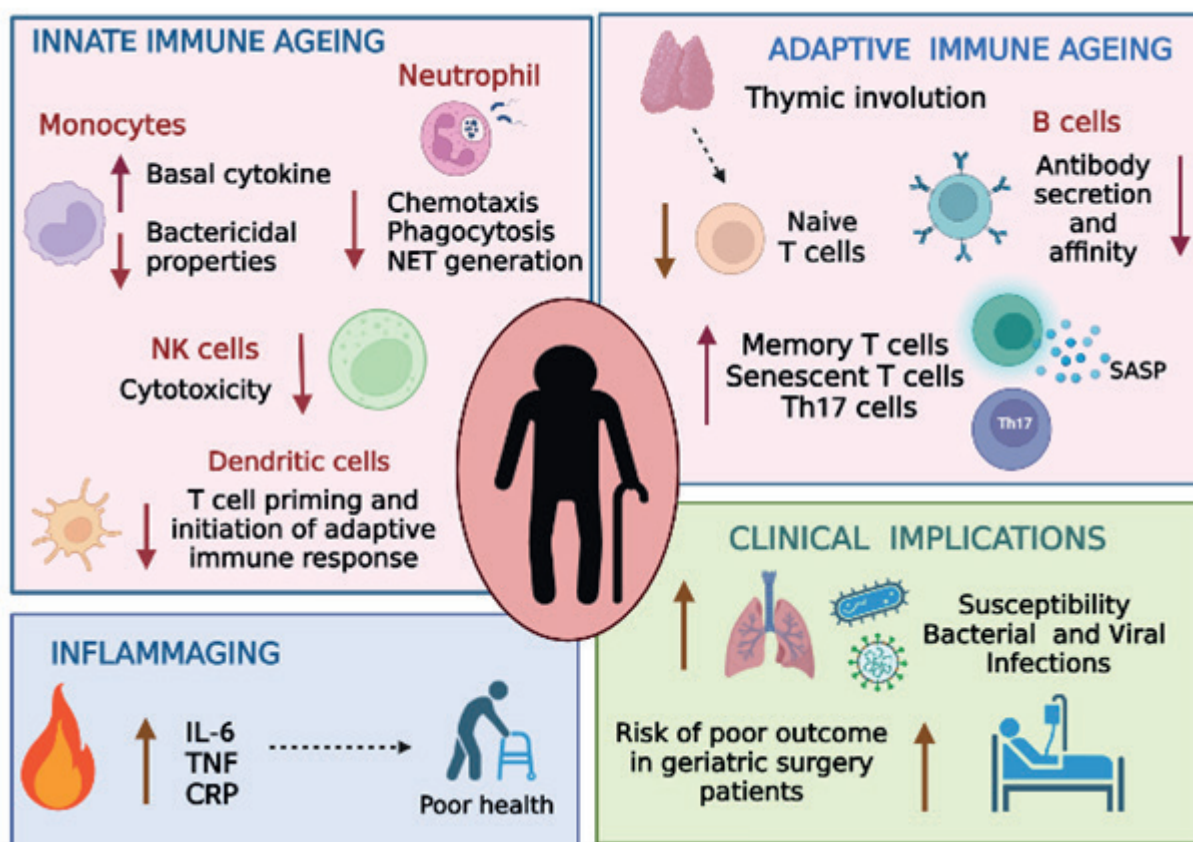 INNATE IMMUNE AGEING
Neutrophil
Monocytes
Basal cytokine
Bactericidal
properties
Chemotaxis
Phagocytosis
NET generation
NK cells
Cytotoxicity
Dendritic cells
T cell priming and
initiation of adaptive
immune response
ADAPTIVE IMMUNE AGEING
Thymic involution
Naive
T cells
B cells
Antibody
secretion
and
affinity
Memory T cells
Senescent T cells
Th17 cells
SASP
Th17
INFLAMMAGING
IL-6
TNF
CRP
Poor health
CLINICAL IMPLICATIONS
Susceptibility
Bacterial and Viral
Infections
Risk of poor outcome
in geriatric surgery
patients